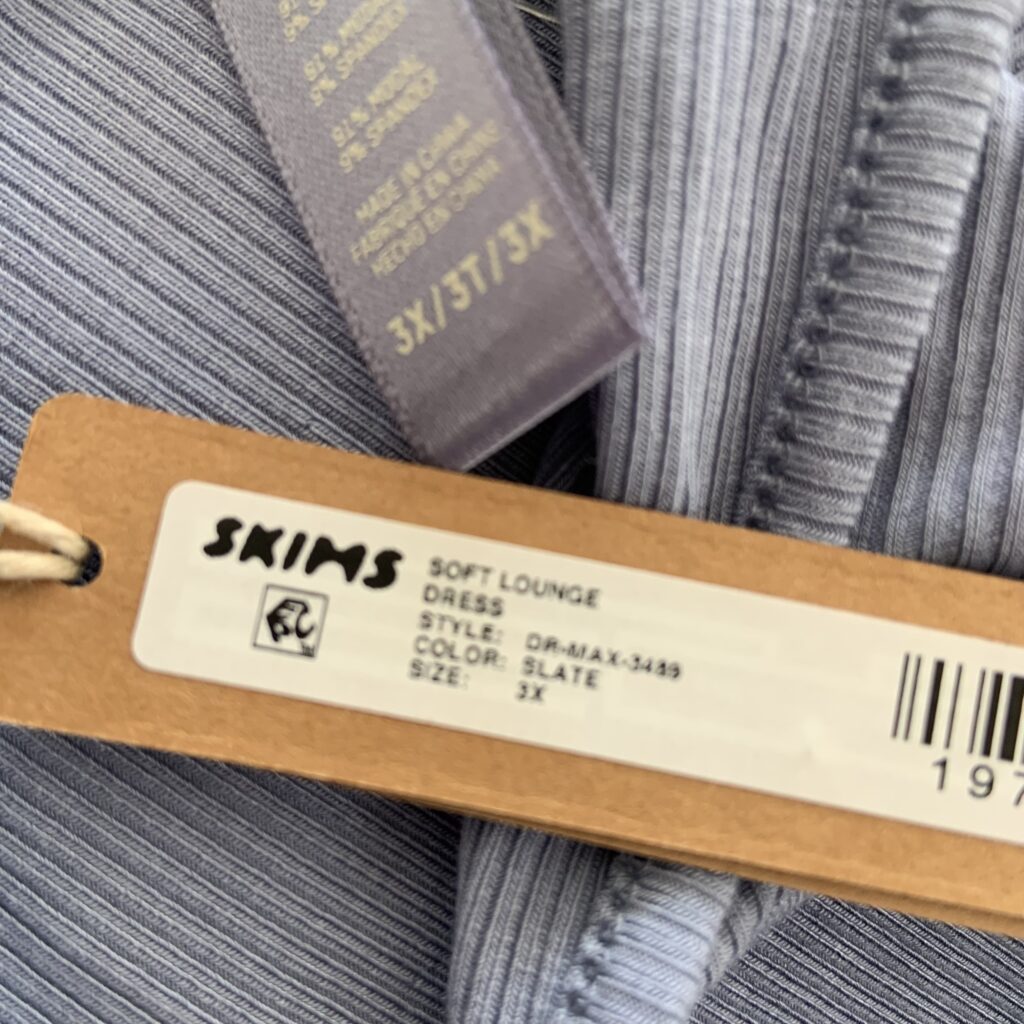 91% MODAL
9% SPANDEX
91% MODAL
9% SPANDEX
MADE IN CHINA
FABRIQUÉ EN CHINE
HECHO EN CHINA
3X/3T/3X
SKIMS
SOFT LOUNGE
DRESS
STYLE: DR-MAX-3489
COLOR: SLATE
SIZE: 3X
197